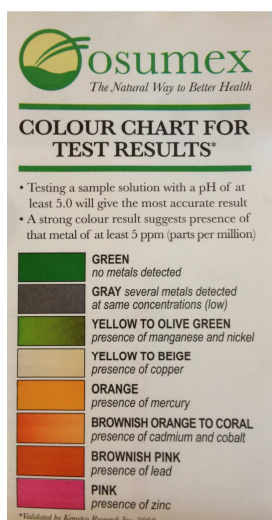 osumex
The Natural Way to Better Health
COLOUR CHART FOR
TEST RESULTS*
• Testing a sample solution with a pH of at
least 5.0 will give the most accurate result
• A strong colour result suggests presence of
that metal of at least 5 ppm (parts per million)
GREEN
no metals detected
GRAY several metals detected
at same concentrations (low)
YELLOW TO OLIVE GREEN
presence of manganese and nickel
YELLOW TO BEIGE
presence of copper
ORANGE
presence of mercury
BROWNISH ORANGE TO CORAL
presence of cadmium and cobalt
BROWNISH PINK
presence of lead
PINK
presence of zinc
*Validated by Research Inc.